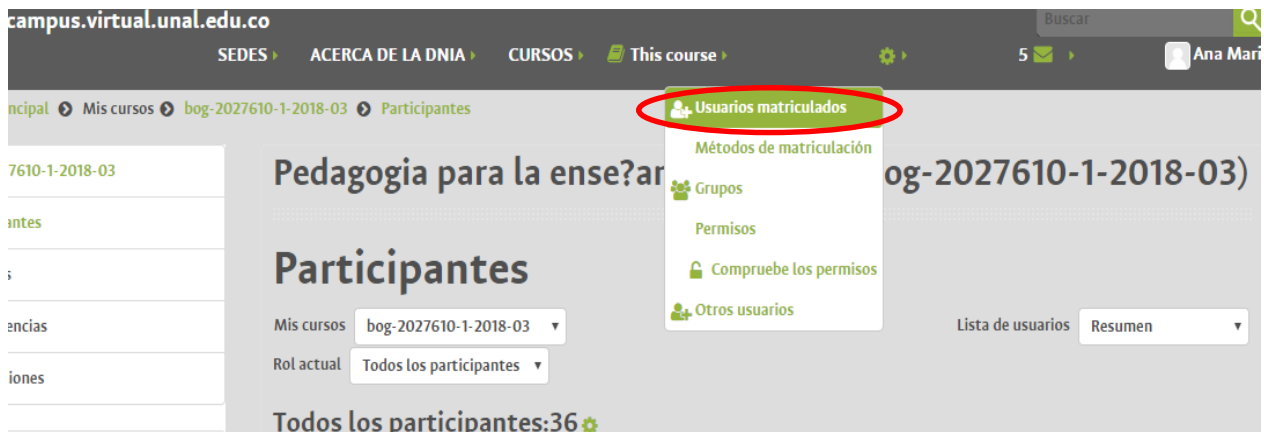 campus.virtual.unal.edu.co
Buscar
SEDES ACERCA DE LA DNIA CURSOS This course 5 Ana Mari
ncipal Mis cursos bog-2027610-1-2018-03 Participantes
Usuarios matriculados
Métodos de matriculación
Grupos
Permisos
Compruebe los permisos
Otros usuarios
7610-1-2018-03
antes
s
encias
iones
Pedagogia para la ense?ar og-2027610-1-2018-03)
Participantes
Mis cursos bog-2027610-1-2018-03
Lista de usuarios Resumen
Rol actual Todos los participantes
Todos los participantes:36